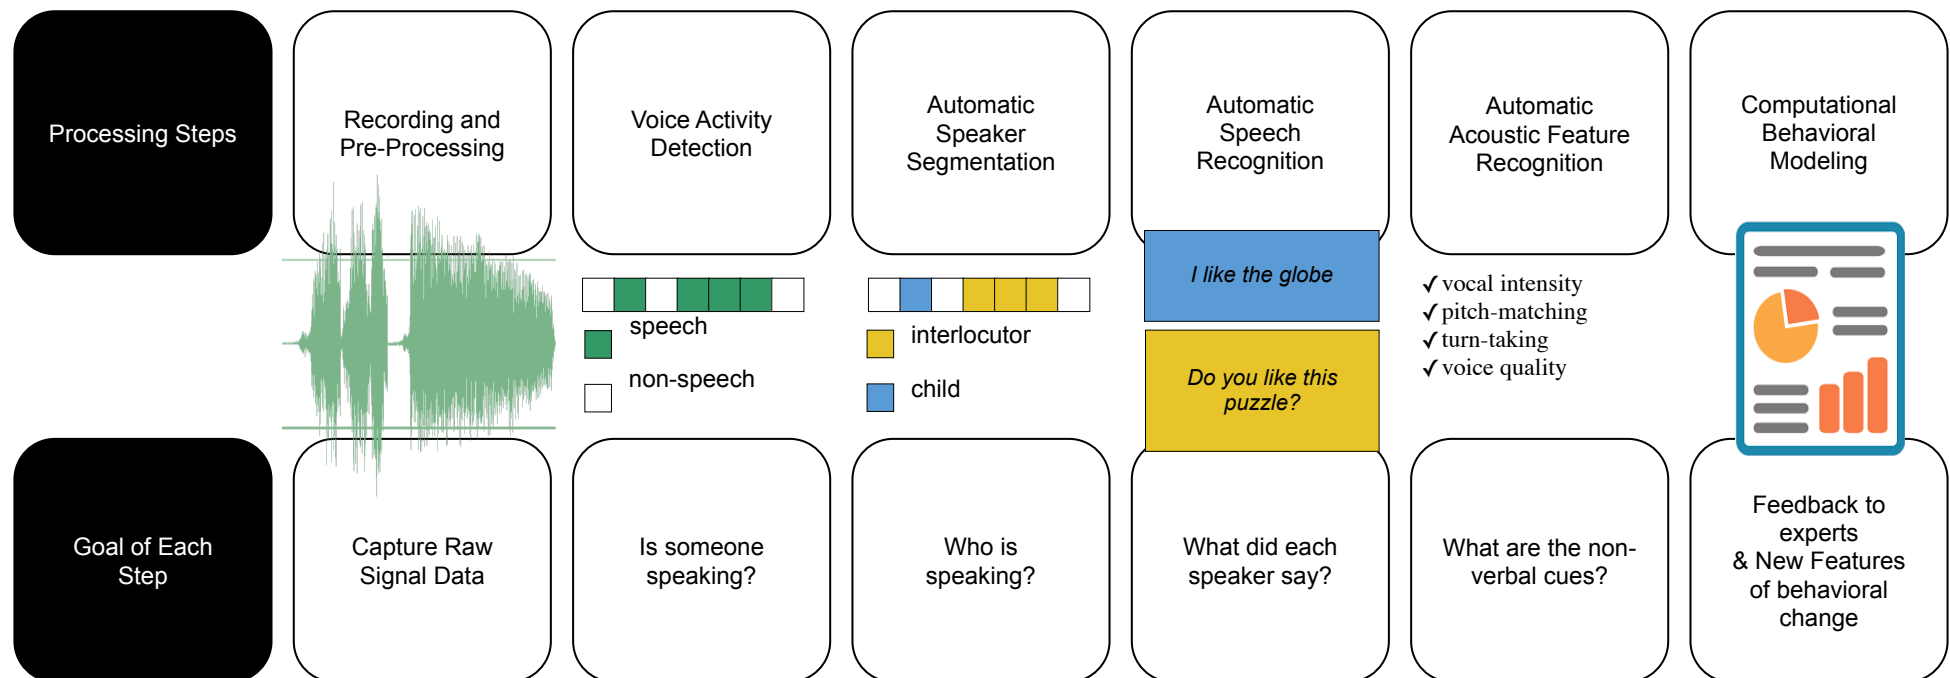 Processing Steps
Recording and
Pre-Processing
Voice Activity
Detection
Automatic
Speaker
Segmentation
Automatic
Speech
Recognition
Automatic
Acoustic Feature
Recognition
Computational
Behavioral
Modeling
speech
non-speech
interlocutor
child
I like the globe
Do you like this
puzzle?
✓ vocal intensity
✓ pitch-matching
✓ turn-taking
✓ voice quality
Goal of Each
Step
Capture Raw
Signal Data
Is someone
speaking?
Who is
speaking?
What did each
speaker say?
What are the non-
verbal cues?
Feedback to
experts
& New Features
of behavioral
change